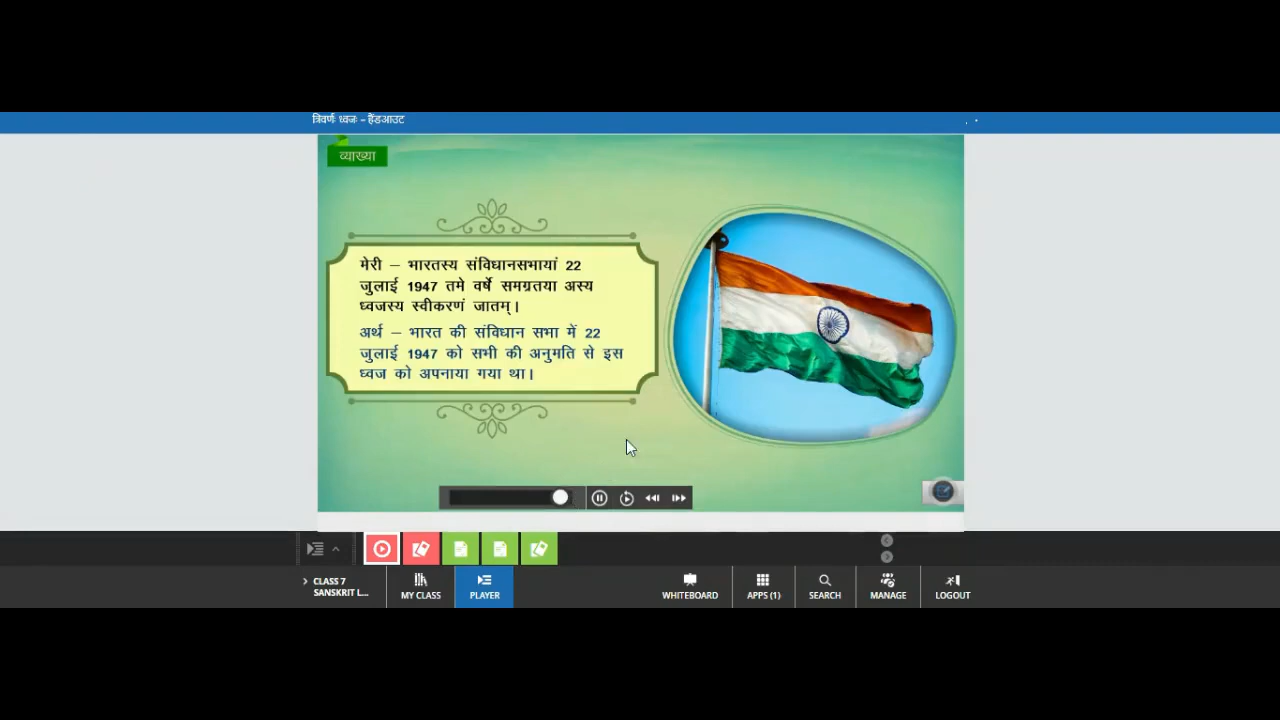 त्रिवर्णः ध्वजः - हैंडआउट
व्याख्या
मेरी – भारतस्य संविधानसभायां 22
जुलाई 1947 तमे वर्षे समग्रतया अस्य
ध्वजस्य स्वीकरणं जातम्।
अर्थ – भारत की संविधान सभा में 22
जुलाई 1947 को सभी की अनुमति से इस
ध्वज को अपनाया गया था।
CLASS 7
SANSKRIT L...
MY CLASS
PLAYER
WHITEBOARD
APPS (1)
SEARCH
MANAGE
LOGOUT